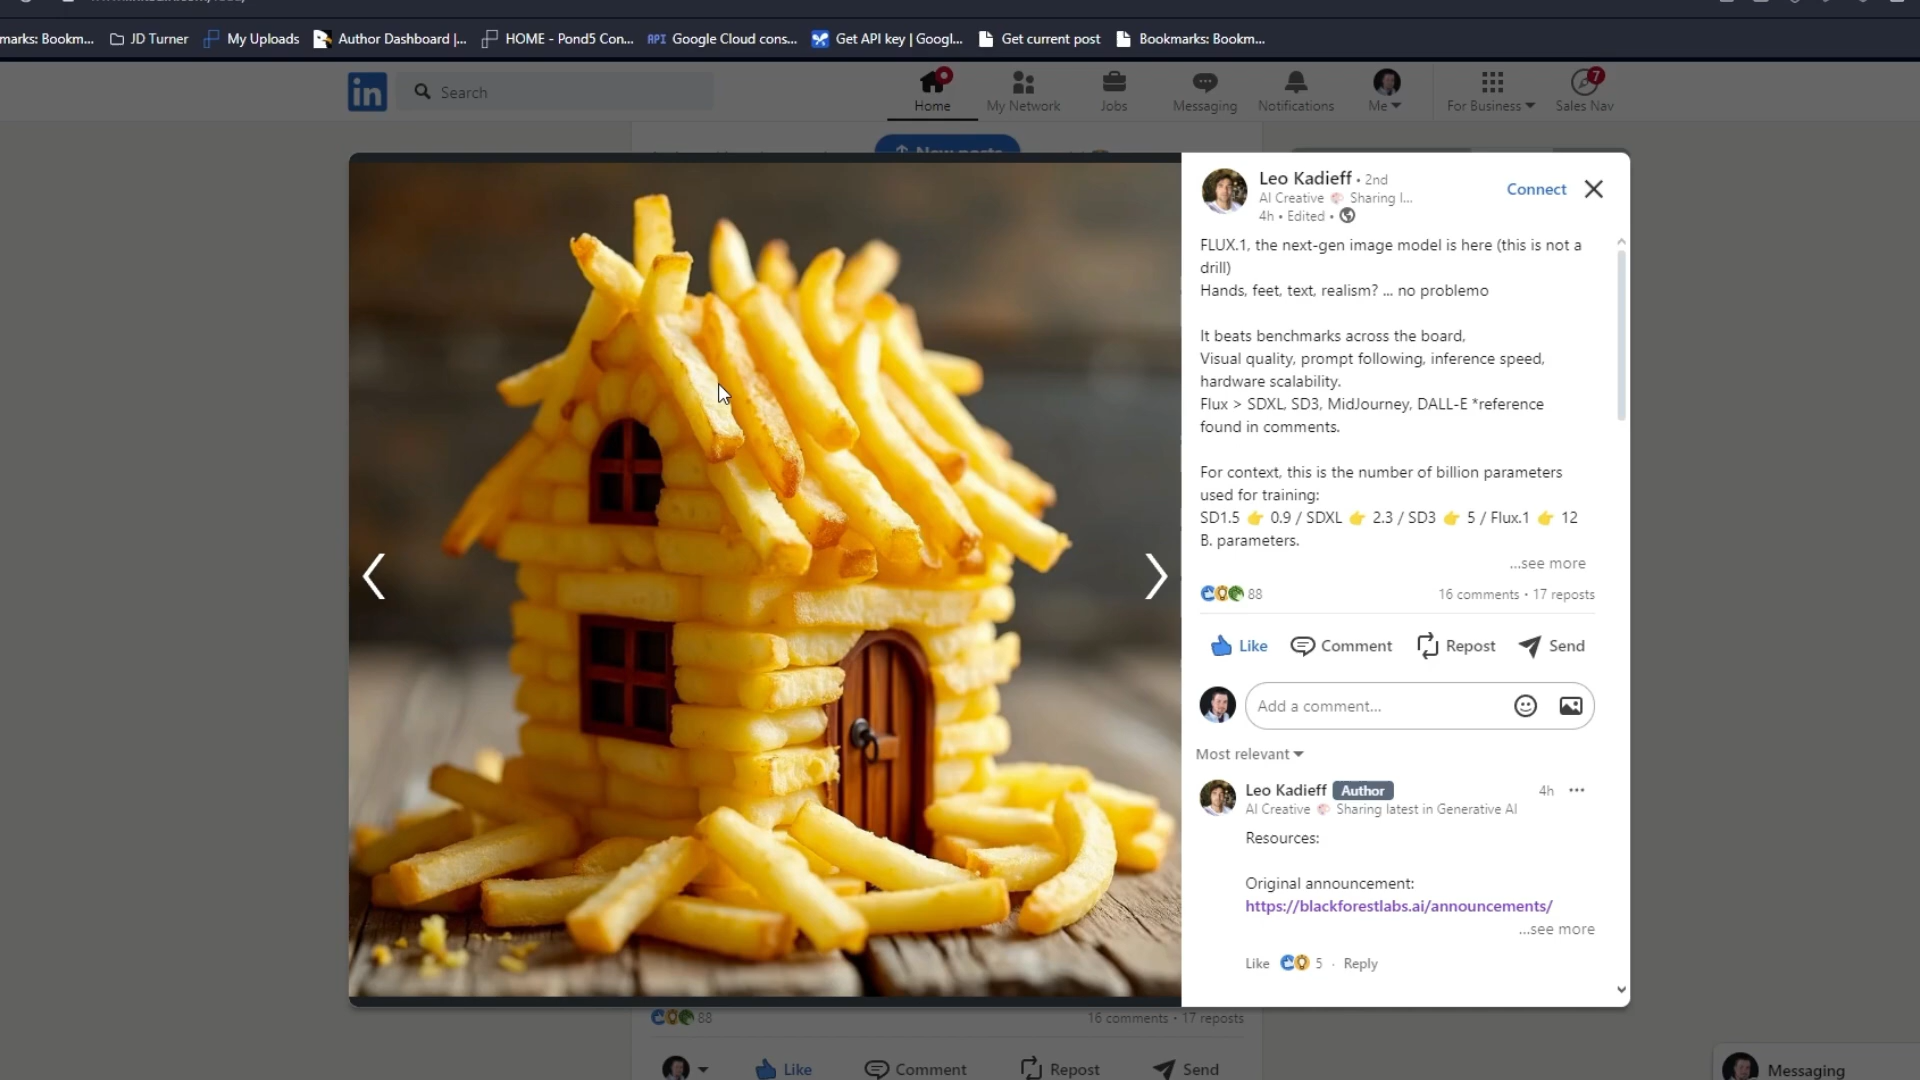 marks: Bookm...
JD Turner
My Uploads
Author Dashboard |...
HOME - Pond5 Con...
API Google Cloud cons...
Get API key | Googl...
Get current post
Bookmarks: Bookm...
in
Search
Home
My Network
Jobs
Messaging
Notifications
Me
For Business
7
Sales Nav
New posts
Leo Kadieff • 2nd
AI Creative Sharing l...
4h • Edited •
Connect
FLUX.1, the next-gen image model is here (this is not a
drill)
Hands, feet, text, realism? ... no problemo
It beats benchmarks across the board,
Visual quality, prompt following, inference speed,
hardware scalability.
Flux > SDXL, SD3, MidJourney, DALL-E *reference
found in comments.
For context, this is the number of billion parameters
used for training:
SD1.5 👉 0.9 / SDXL 👉 2.3 / SD3 👉 5 / Flux.1 👉 12
B. parameters.
...see more
88
16 comments • 17 reposts
Like
Comment
Repost
Send
Add a comment...
Most relevant
Leo Kadieff Author
4h
AI Creative Sharing latest in Generative AI
Resources:
Original announcement:
https://blackforestlabs.ai/announcements/
...see more
Like 5 · Reply
88
16 comments • 17 reposts
Like
Comment
Repost
Send
Messaging